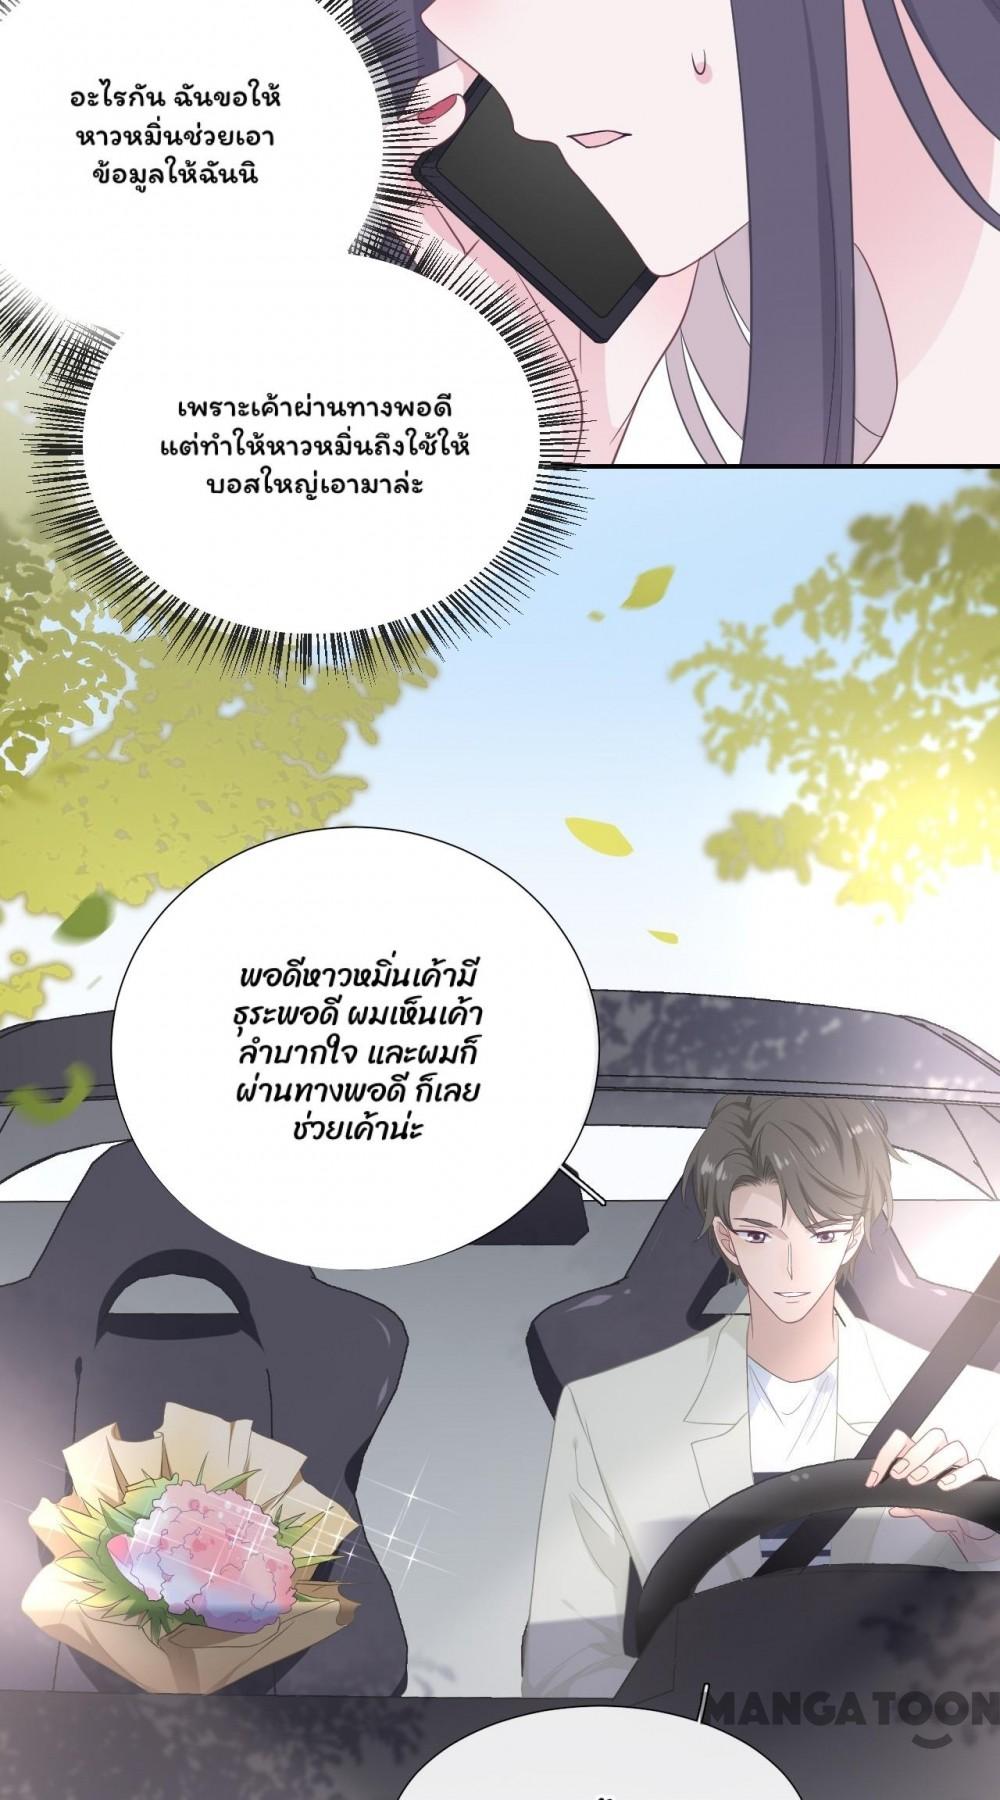 อะไรกัน ฉันขอให้
หาวหมิ่นช่วยเอา
ข้อมูลให้ฉันนิ
เพราะเค้าผ่านทางพอดี
แต่ทำให้หาวหมิ่นถึงใช้ให้
บอสใหญ่เอามาล่ะ
พอดีหาวหมิ่นเค้ามี
ธุระพอดี ผมเห็นเค้า
ลำบากใจ และผมก็
ผ่านทางพอดี ก็เลย
ช่วยเค้าน่ะ
MANGA TOON